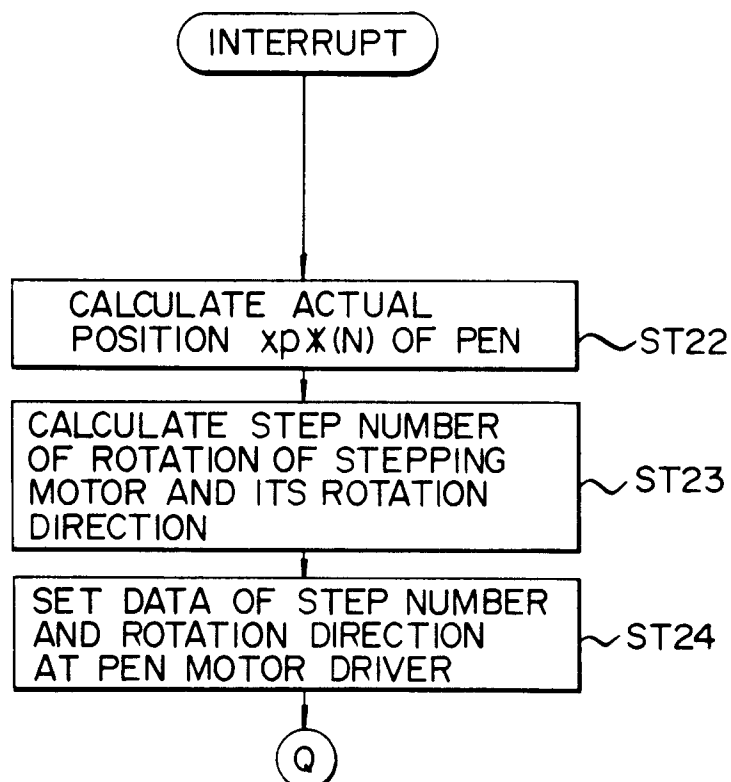 INTERRUPT
CALCULATE ACTUAL
POSITION xp*(N) OF PEN
ST22
CALCULATE STEP NUMBER
OF ROTATION OF STEPPING
MOTOR AND ITS ROTATION
DIRECTION
ST23
SET DATA OF STEP NUMBER
AND ROTATION DIRECTION
AT PEN MOTOR DRIVER
ST24
Q